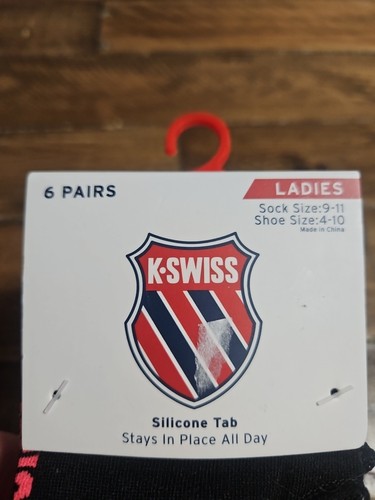 6 PAIRS
LADIES
Sock Size:9-11
Shoe Size:4-10
Made in China
K·SWISS
Silicone Tab
Stays In Place All Day